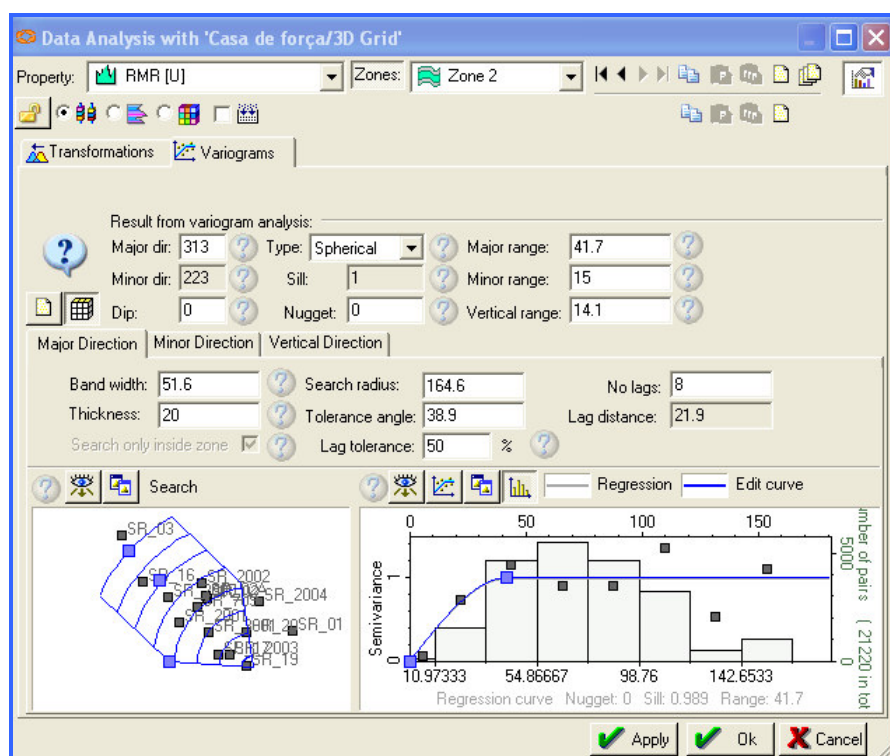 Data Analysis with 'Casa de força/3D Grid'
Property: RMR [U] Zones: Zone 2
Transformations Variograms
Result from variogram analysis:
Major dir: 313 Type: Spherical Major range: 41.7
Minor dir: 223 Sill: 1 Minor range: 15
Dip: 0 Nugget: 0 Vertical range: 14.1
Major Direction Minor Direction Vertical Direction
Band width: 51.6 Search radius: 164.6 No lags: 8
Thickness: 20 Tolerance angle: 38.9 Lag distance: 21.9
Search only inside zone Lag tolerance: 50 %
Search Regression Edit curve
SR_03
SR_16 SR_2002
SR_2004
SR_01
SR_19
0 50 100 150
Semivariance
1
0
5000
0
umber of pairs ( 21220 in tot
10.97333 54.86667 98.76 142.6533
Regression curve Nugget: 0 Sill: 0.989 Range: 41.7
Apply Ok Cancel